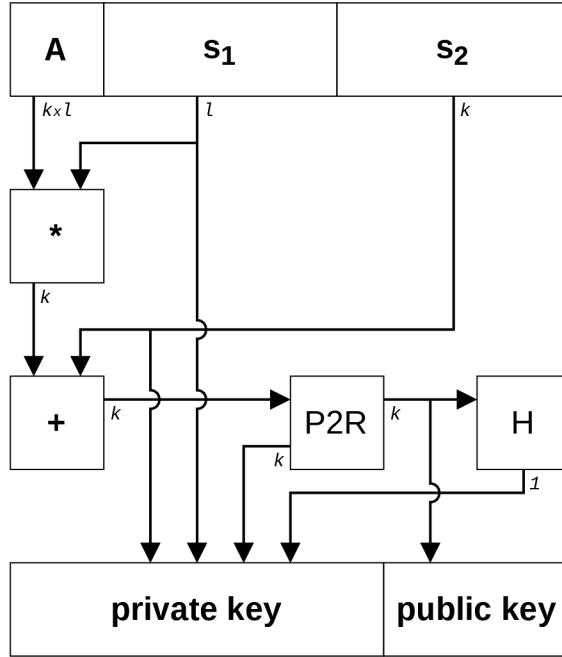 A s₁ s₂
k×l l k
*
k
+ k P2R k H
k 1
private key public key